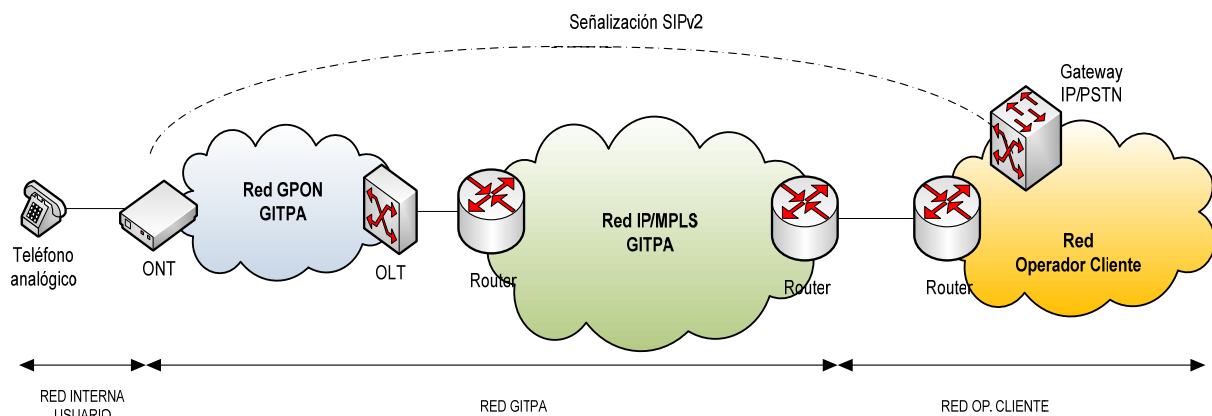 Señalización SIPv2
Gateway
IP/PSTN
Red GPON
GITPA
Red IP/MPLS
GITPA
Red
Operador Cliente
Teléfono
analógico
ONT
OLT
Router
Router
Router
RED INTERNA
USUARIO
RED GITPA
RED OP. CLIENTE